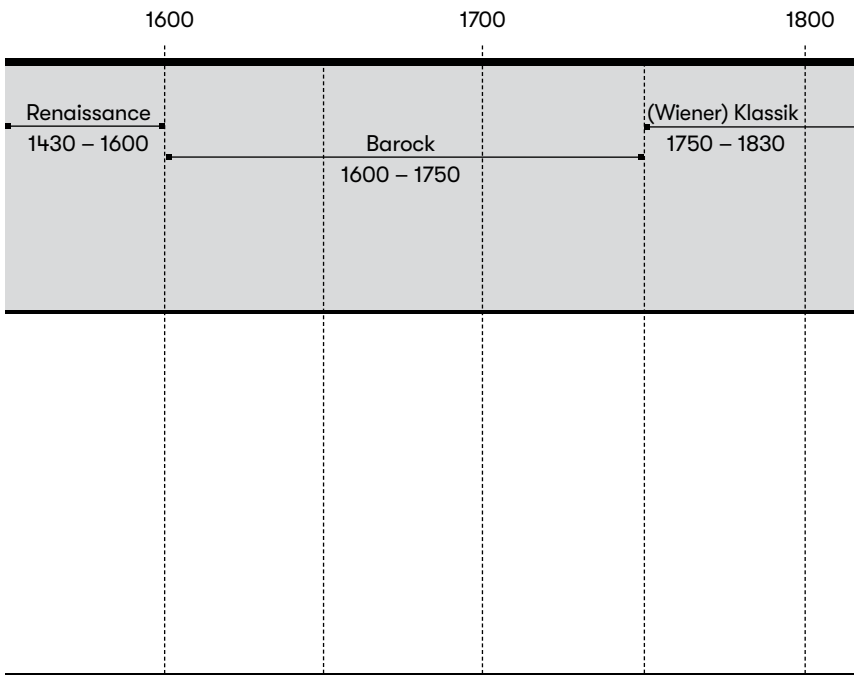 1600 1700 1800
Renaissance
1430 – 1600
Barock
1600 – 1750
(Wiener) Klassik
1750 – 1830